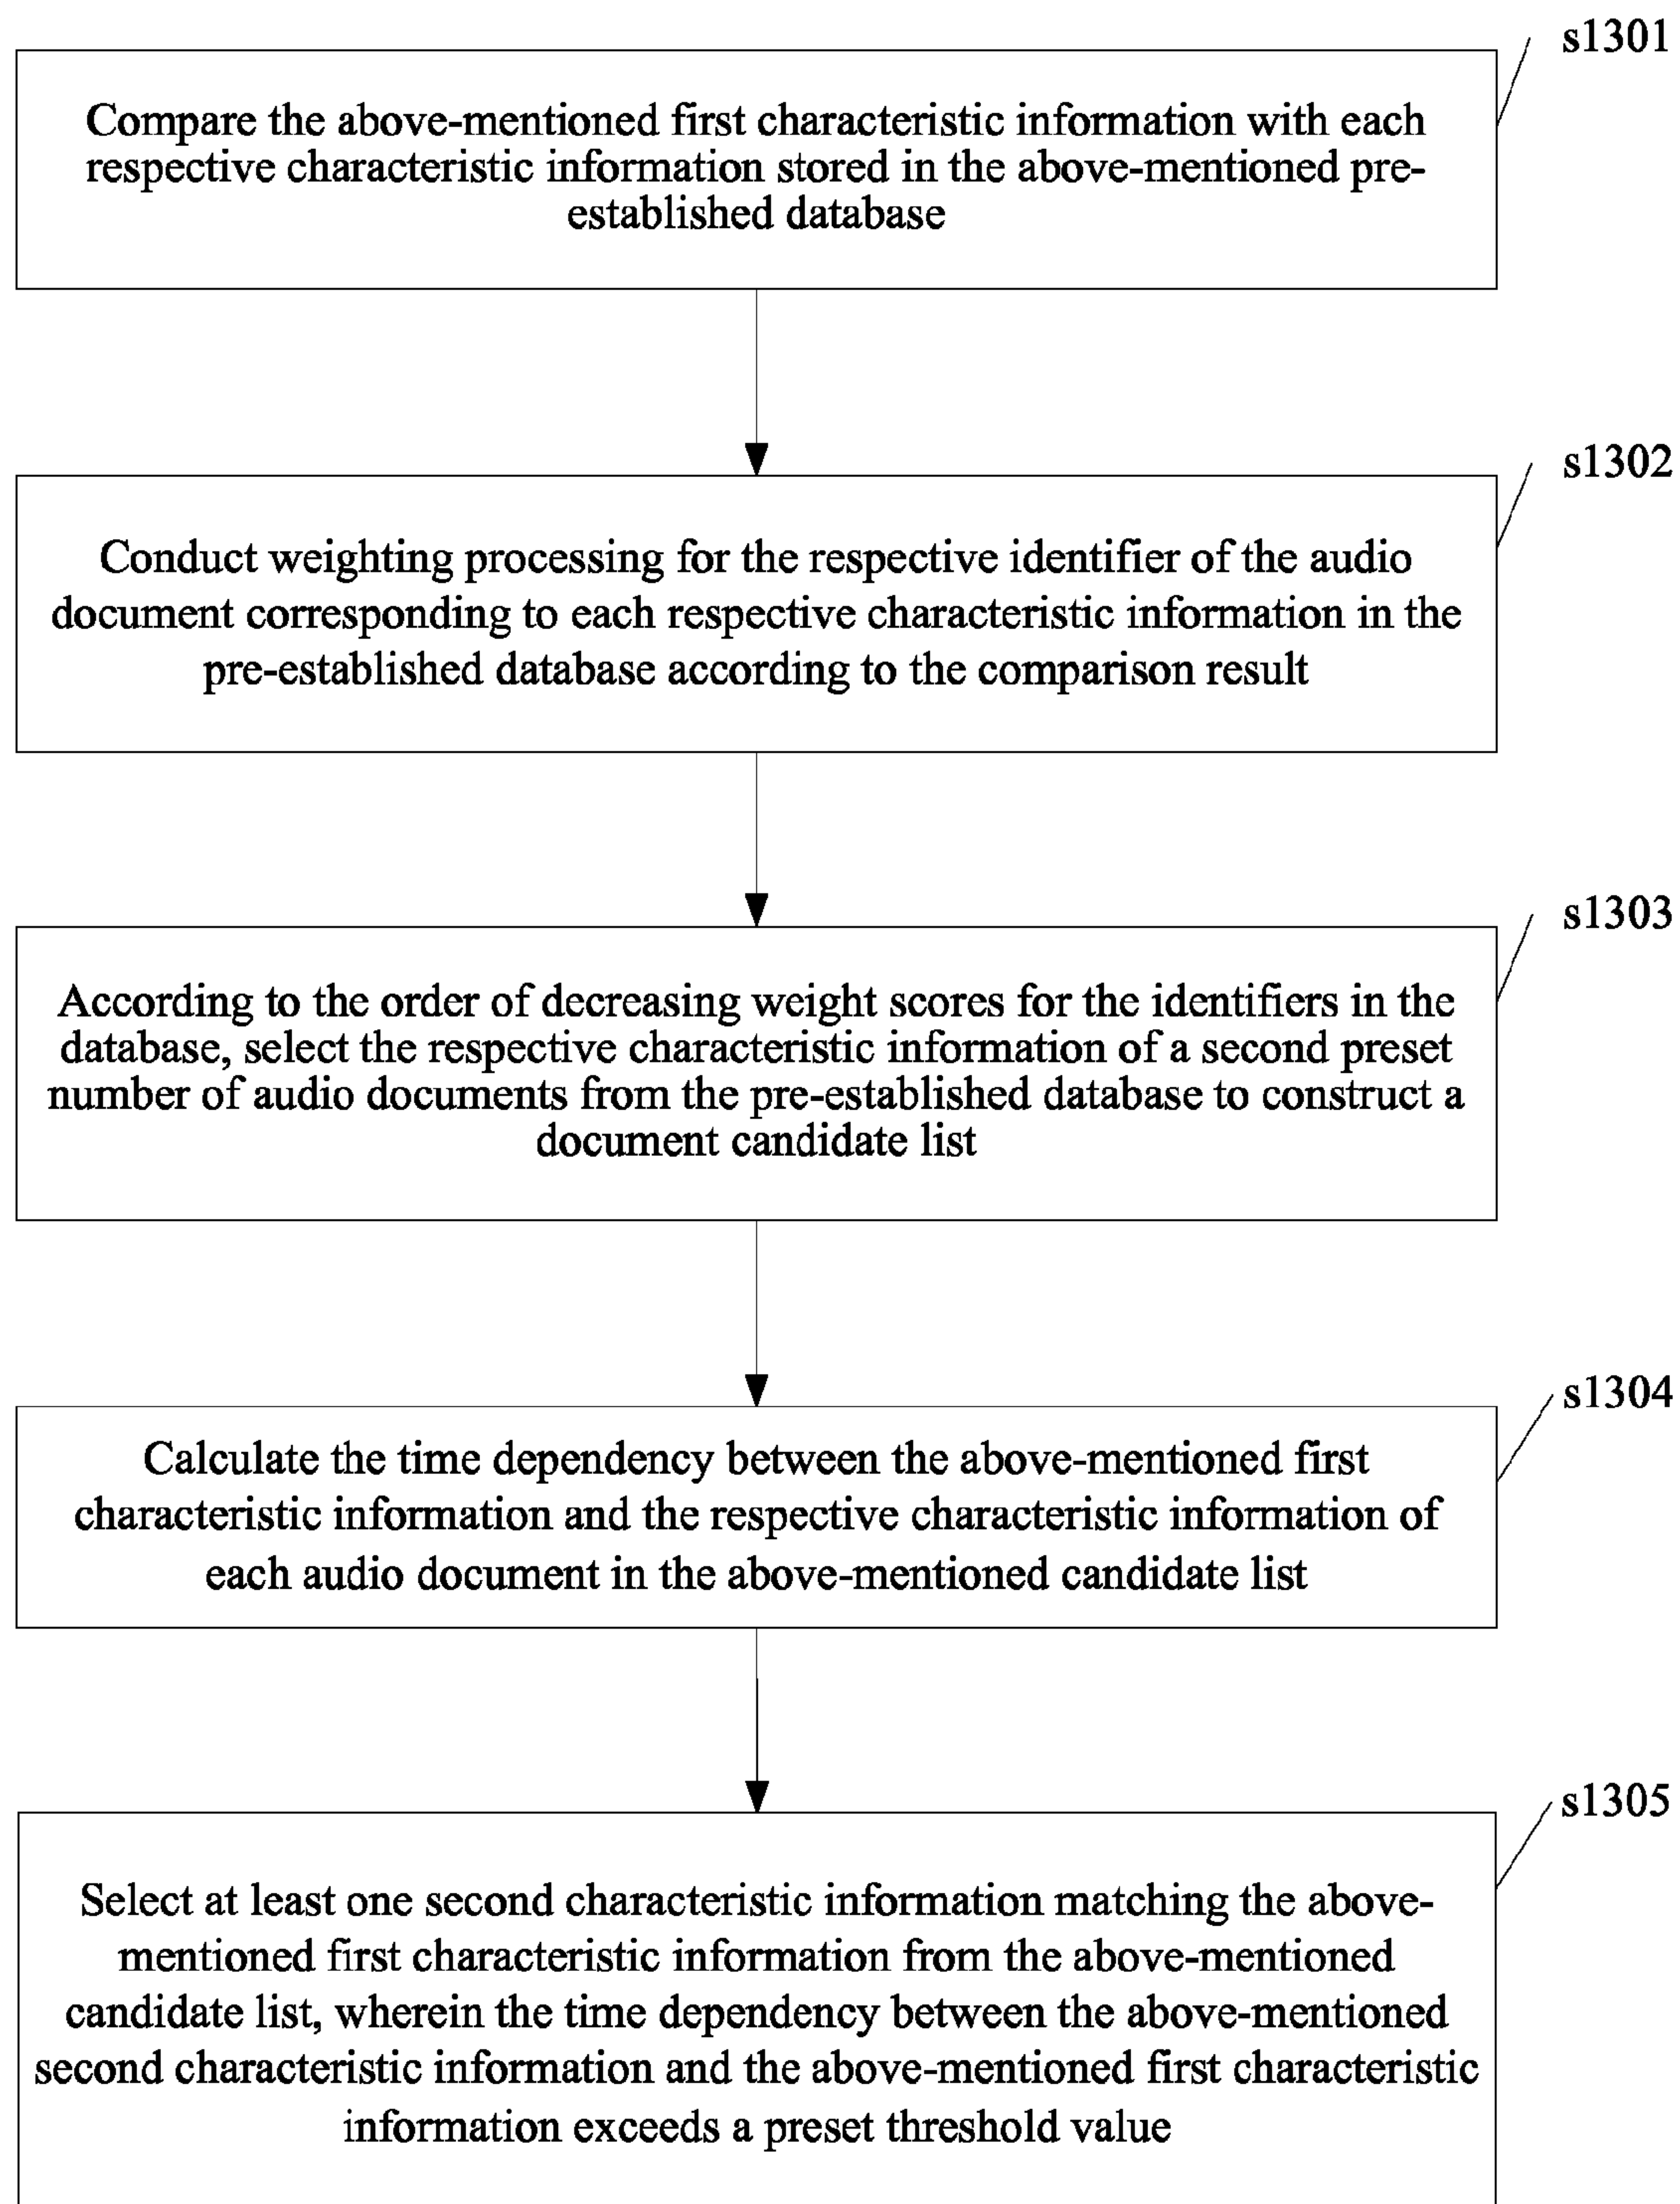 s1301
Compare the above-mentioned first characteristic information with each
respective characteristic information stored in the above-mentioned pre-
established database
s1302
Conduct weighting processing for the respective identifier of the audio
document corresponding to each respective characteristic information in the
pre-established database according to the comparison result
s1303
According to the order of decreasing weight scores for the identifiers in the
database, select the respective characteristic information of a second preset
number of audio documents from the pre-established database to construct a
document candidate list
s1304
Calculate the time dependency between the above-mentioned first
characteristic information and the respective characteristic information of
each audio document in the above-mentioned candidate list
s1305
Select at least one second characteristic information matching the above-
mentioned first characteristic information from the above-mentioned
candidate list, wherein the time dependency between the above-mentioned
second characteristic information and the above-mentioned first characteristic
information exceeds a preset threshold value